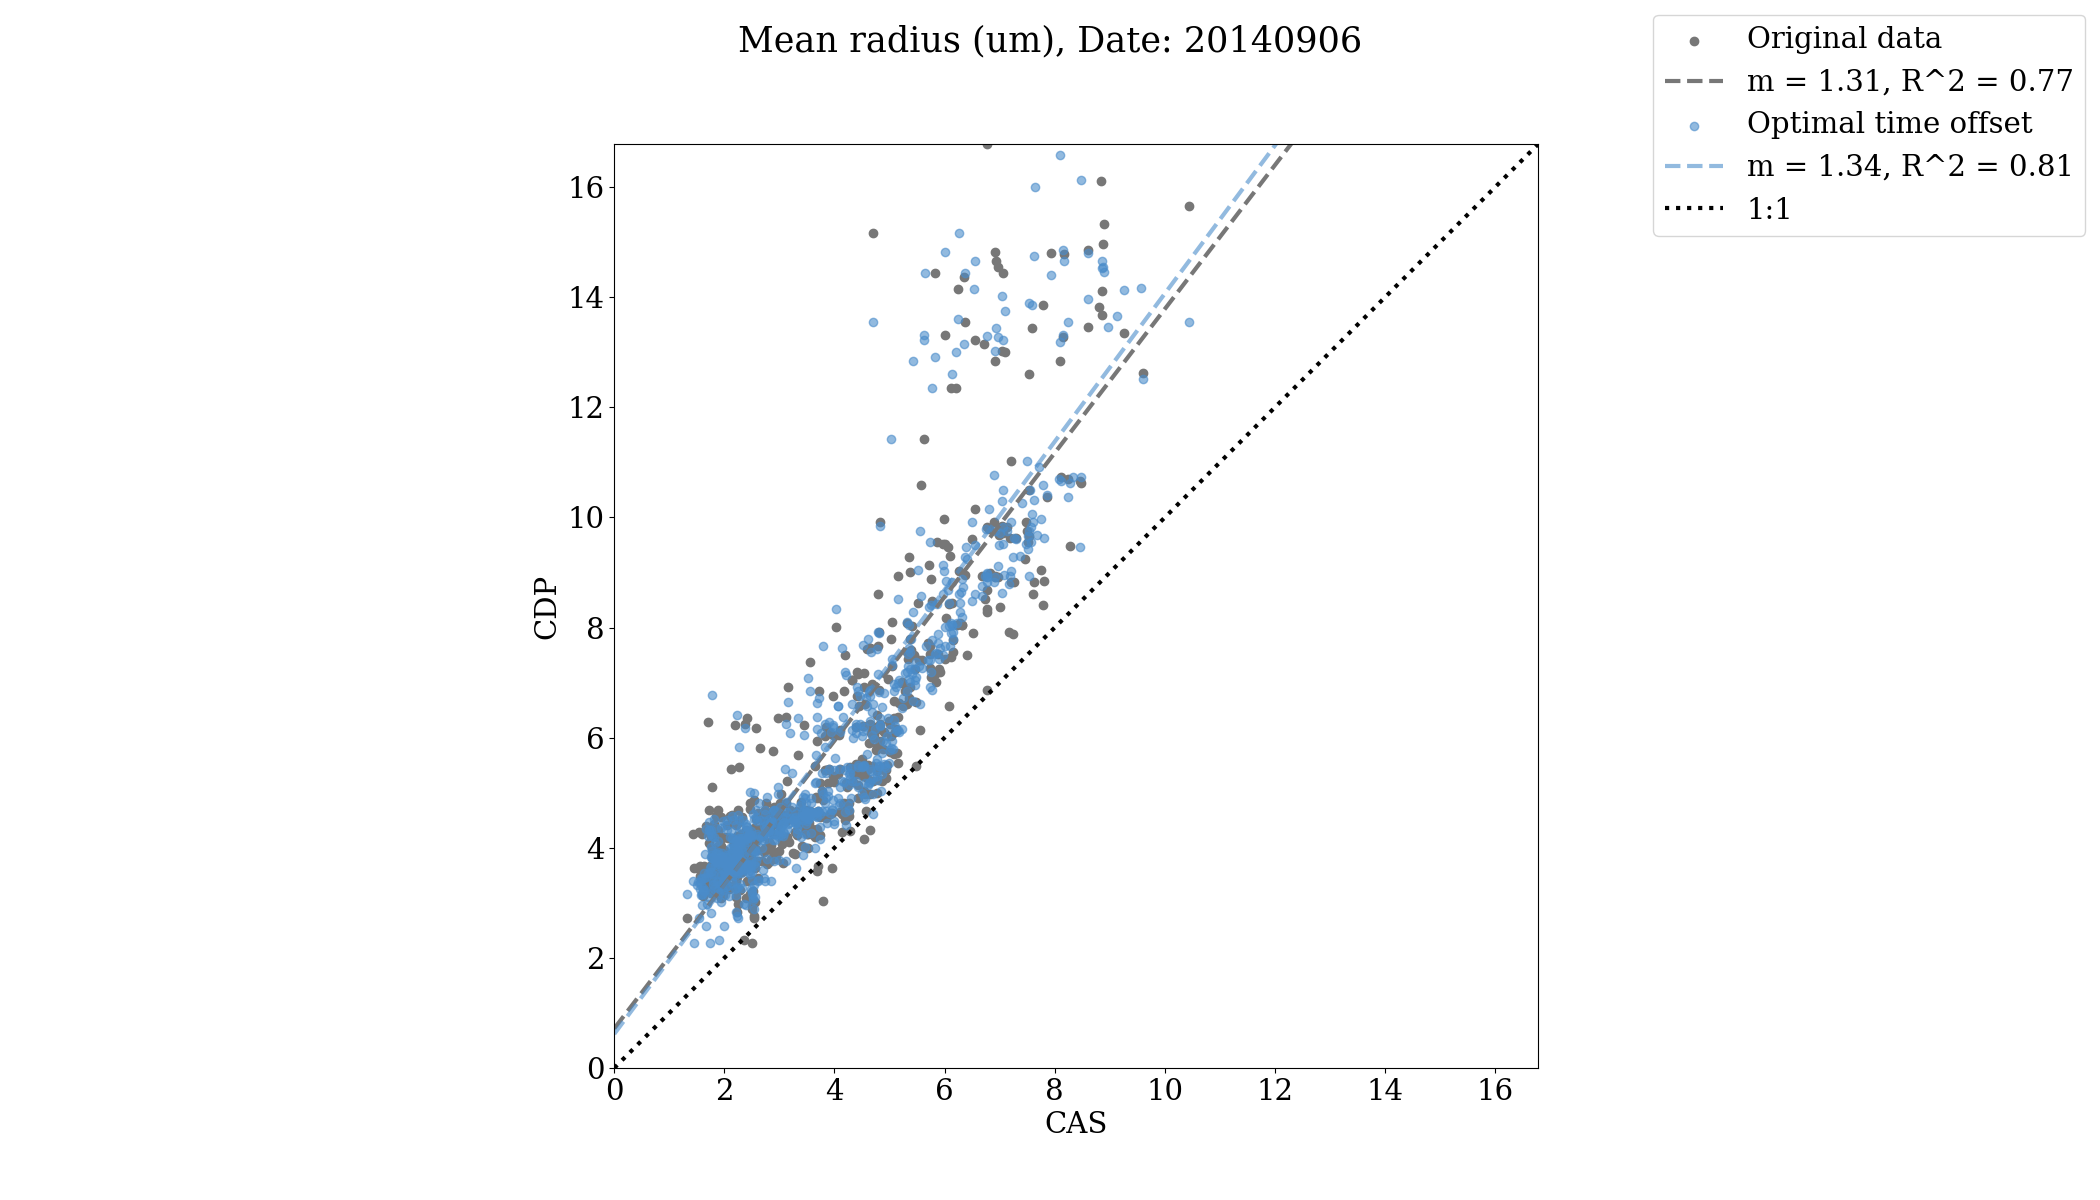 Mean radius (um), Date: 20140906
Original data
m = 1.31, R^2 = 0.77
Optimal time offset
m = 1.34, R^2 = 0.81
1:1
16
14
12
10
8
6
4
2
0
CDP
0 2 4 6 8 10 12 14 16
CAS